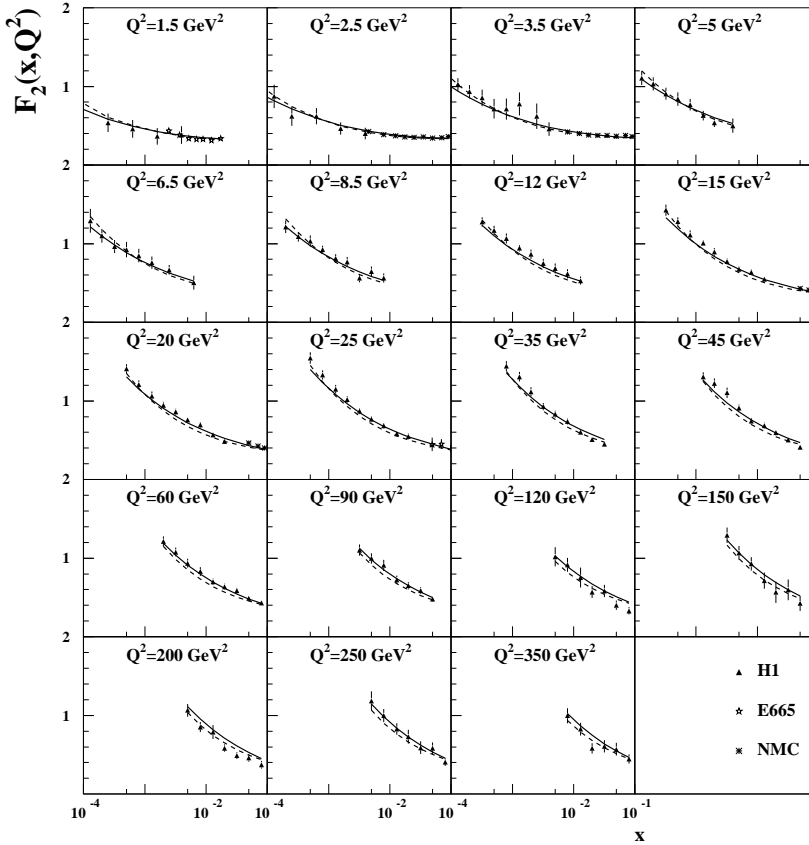 F2(x,Q²)
2
Q²=1.5 GeV² Q²=2.5 GeV² Q²=3.5 GeV² Q²=5 GeV²
1
2
Q²=6.5 GeV² Q²=8.5 GeV² Q²=12 GeV² Q²=15 GeV²
1
2
Q²=20 GeV² Q²=25 GeV² Q²=35 GeV² Q²=45 GeV²
1
2
Q²=60 GeV² Q²=90 GeV² Q²=120 GeV² Q²=150 GeV²
1
2
Q²=200 GeV² Q²=250 GeV² Q²=350 GeV²
H1
1
E665
NMC
10⁻⁴ 10⁻² 10⁻⁴ 10⁻² 10⁻⁴ 10⁻² 10⁻¹
x